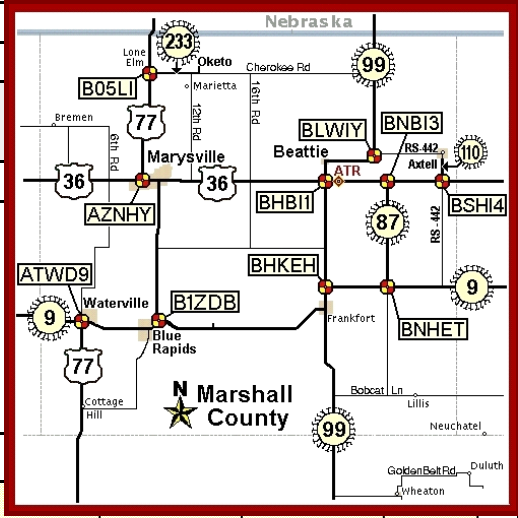 Nebraska
Lone
Elm
233
Oketo
Cherokee Rd
99
B05LI
Marietta
16th Rd
12th Rd
77
Bremen
6th Rd
BLWIY
BNBI3
RS-442
110
Marysville
Beattie
Axtell
ATR
36
36
AZNHY
BHBI1
BSHI4
87
RS-442
ATWD9
BHKEH
Waterville
B1ZDB
9
9
Frankfort
BNHET
Blue
Rapids
77
N
Marshall
County
Bobcat Ln
Lillis
Cottage
Hill
99
Neuchatel
GoldenBelt Rd
Duluth
Wheaton